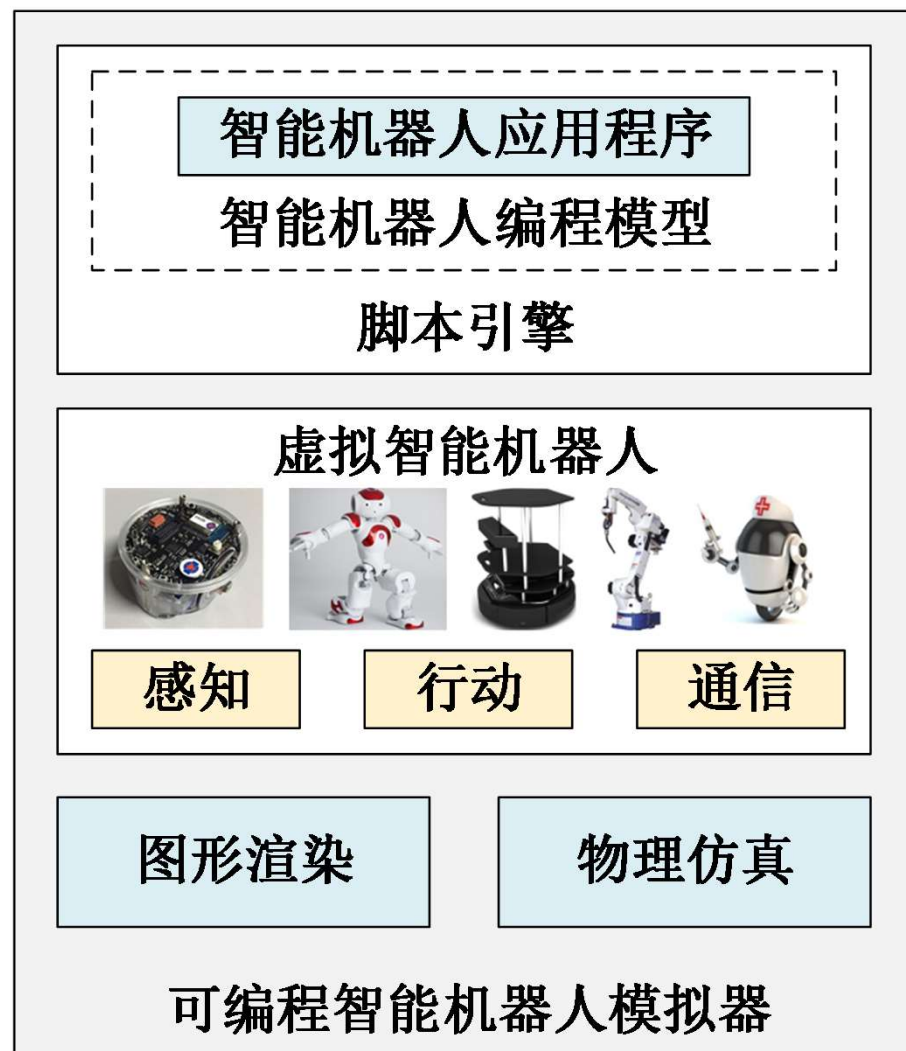 智能机器人应用程序
智能机器人编程模型
脚本引擎
虚拟智能机器人
感知
行动
通信
图形渲染
物理仿真
可编程智能机器人模拟器